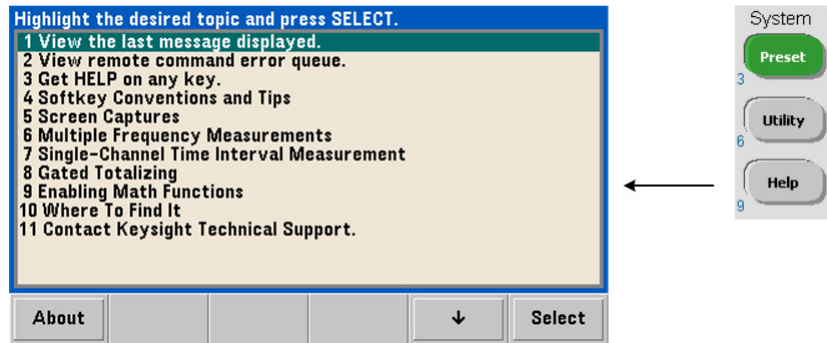 Highlight the desired topic and press SELECT.
1 View the last message displayed.
2 View remote command error queue.
3 Get HELP on any key.
4 Softkey Conventions and Tips
5 Screen Captures
6 Multiple Frequency Measurements
7 Single-Channel Time Interval Measurement
8 Gated Totalizing
9 Enabling Math Functions
10 Where To Find It
11 Contact Keysight Technical Support.
About
↓
Select
System
Preset
3
Utility
6
Help
9